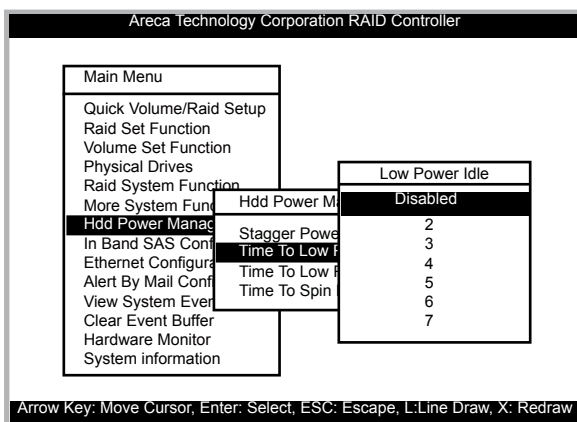 Areca Technology Corporation RAID Controller
Main Menu
Quick Volume/Raid Setup
Raid Set Function
Volume Set Function
Physical Drives
Raid System Function
More System Func
Hdd Power Manag
In Band SAS Conf
Ethernet Configura
Alert By Mail Conf
View System Even
Clear Event Buffer
Hardware Monitor
System information
Hdd Power Ma
Stagger Powe
Time To Low P
Time To Low P
Time To Spin
Low Power Idle
Disabled
2
3
4
5
6
7
Arrow Key: Move Cursor, Enter: Select, ESC: Escape, L:Line Draw, X: Redraw